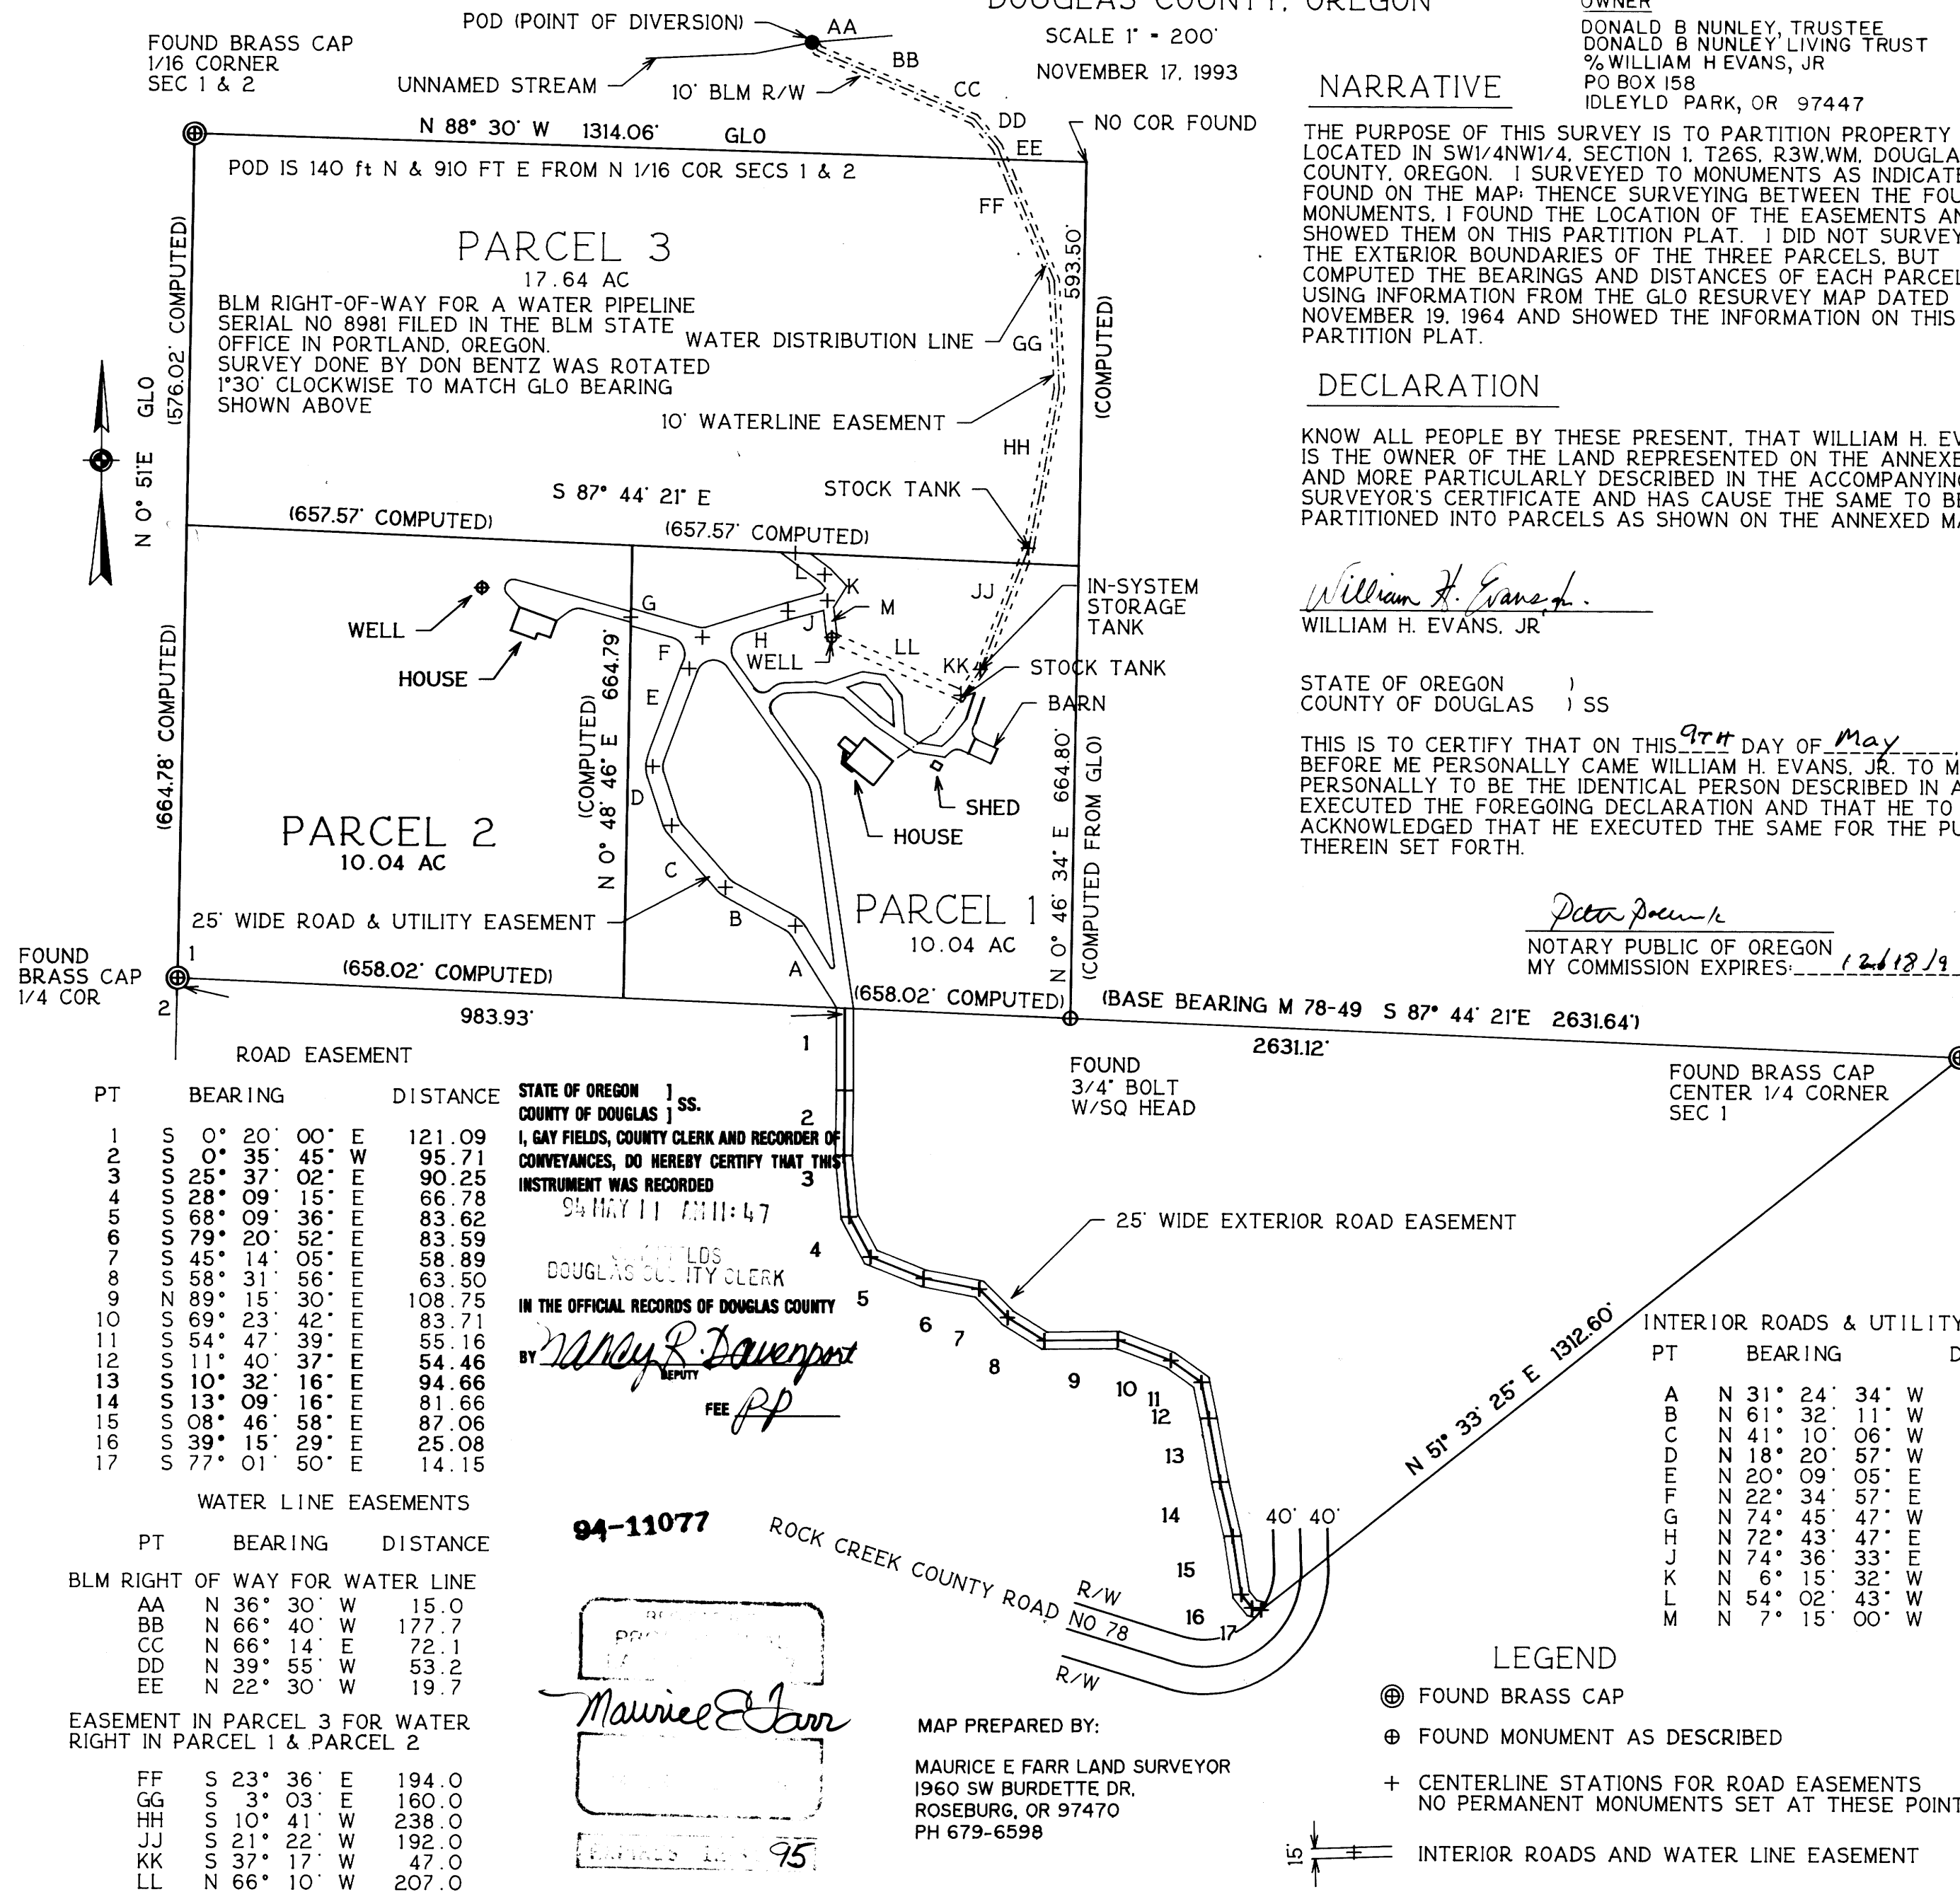 DOUGLAS COUNTY, OREGON
SCALE 1" = 200'
NOVEMBER 17, 1993
OWNER
DONALD B NUNLEY, TRUSTEE
DONALD B NUNLEY LIVING TRUST
% WILLIAM H EVANS, JR
PO BOX 158
IDLEYLD PARK, OR 97447
POD (POINT OF DIVERSION)
AA
FOUND BRASS CAP
1/16 CORNER
SEC 1 & 2
UNNAMED STREAM
10' BLM R/W
BB
CC
DD
EE
NO COR FOUND
N 88° 30' W 1314.06' GLO
POD IS 140 ft N & 910 FT E FROM N 1/16 COR SECS 1 & 2
FF
PARCEL 3
17.64 AC
BLM RIGHT-OF-WAY FOR A WATER PIPELINE
SERIAL NO 8981 FILED IN THE BLM STATE
OFFICE IN PORTLAND, OREGON.
SURVEY DONE BY DON BENTZ WAS ROTATED
1°30' CLOCKWISE TO MATCH GLO BEARING
SHOWN ABOVE
WATER DISTRIBUTION LINE
GG
10' WATERLINE EASEMENT
HH
593.50'
(COMPUTED)
(576.02' COMPUTED)
N 0° 51'E GLO
STOCK TANK
S 87° 44' 21" E
(657.57' COMPUTED)
(657.57' COMPUTED)
NARRATIVE
THE PURPOSE OF THIS SURVEY IS TO PARTITION PROPERTY
LOCATED IN SW1/4NW1/4, SECTION 1, T26S, R3W,WM, DOUGLA
COUNTY, OREGON. I SURVEYED TO MONUMENTS AS INDICATE
FOUND ON THE MAP; THENCE SURVEYING BETWEEN THE FOU
MONUMENTS, I FOUND THE LOCATION OF THE EASEMENTS AN
SHOWED THEM ON THIS PARTITION PLAT. I DID NOT SURVEY
THE EXTERIOR BOUNDARIES OF THE THREE PARCELS, BUT
COMPUTED THE BEARINGS AND DISTANCES OF EACH PARCEL
USING INFORMATION FROM THE GLO RESURVEY MAP DATED
NOVEMBER 19, 1964 AND SHOWED THE INFORMATION ON THIS
PARTITION PLAT.
DECLARATION
KNOW ALL PEOPLE BY THESE PRESENT, THAT WILLIAM H. EV
IS THE OWNER OF THE LAND REPRESENTED ON THE ANNEXE
AND MORE PARTICULARLY DESCRIBED IN THE ACCOMPANYING
SURVEYOR'S CERTIFICATE AND HAS CAUSE THE SAME TO BE
PARTITIONED INTO PARCELS AS SHOWN ON THE ANNEXED MA
William H. Evans, Jr.
WILLIAM H. EVANS, JR
STATE OF OREGON )
COUNTY OF DOUGLAS ) SS
THIS IS TO CERTIFY THAT ON THIS 9TH DAY OF May,
BEFORE ME PERSONALLY CAME WILLIAM H. EVANS, JR. TO M
PERSONALLY TO BE THE IDENTICAL PERSON DESCRIBED IN A
EXECUTED THE FOREGOING DECLARATION AND THAT HE TO
ACKNOWLEDGED THAT HE EXECUTED THE SAME FOR THE PU
THEREIN SET FORTH.
NOTARY PUBLIC OF OREGON
MY COMMISSION EXPIRES:
WELL
HOUSE
G
L
K
J
M
H
WELL
F
E
D
C
B
A
JJ
LL
KK
IN-SYSTEM
STORAGE
TANK
STOCK TANK
BARN
SHED
HOUSE
(664.78' COMPUTED)
N 0° 48' 46" E 664.79'
(COMPUTED)
N 0° 46' 34" E 664.80'
(COMPUTED FROM GLO)
PARCEL 2
10.04 AC
25' WIDE ROAD & UTILITY EASEMENT
PARCEL 1
10.04 AC
FOUND
BRASS CAP
1/4 COR
1
2
(658.02' COMPUTED)
(658.02' COMPUTED)
983.93'
(BASE BEARING M 78-49 S 87° 44' 21"E 2631.64')
2631.12'
FOUND
3/4" BOLT
W/SQ HEAD
FOUND BRASS CAP
CENTER 1/4 CORNER
SEC 1
ROAD EASEMENT
PT BEARING DISTANCE
1 S 0° 20' 00" E 121.09
2 S 0° 35' 45" W 95.71
3 S 25° 37' 02" E 90.25
4 S 28° 09' 15" E 66.78
5 S 68° 09' 36" E 83.62
6 S 79° 20' 52" E 83.59
7 S 45° 14' 05" E 58.89
8 S 58° 31' 56" E 63.50
9 N 89° 15' 30" E 108.75
10 S 69° 23' 42" E 83.71
11 S 54° 47' 39" E 55.16
12 S 11° 40' 37" E 54.46
13 S 10° 32' 16" E 94.66
14 S 13° 09' 16" E 81.66
15 S 08° 46' 58" E 87.06
16 S 39° 15' 29" E 25.08
17 S 77° 01' 50" E 14.15
STATE OF OREGON ]
COUNTY OF DOUGLAS ] SS.
I, GAY FIELDS, COUNTY CLERK AND RECORDER OF
CONVEYANCES, DO HEREBY CERTIFY THAT THIS
INSTRUMENT WAS RECORDED
94 MAY 11 AM 11:47
DOUGLAS COUNTY CLERK
IN THE OFFICIAL RECORDS OF DOUGLAS COUNTY
BY Nancy R. Davenport
DEPUTY
FEE PP
1
2
3
4
5
6
7
8
9
10
11
12
13
14
15
16
17
25' WIDE EXTERIOR ROAD EASEMENT
N 51° 33' 25" E 1312.60'
40' 40'
ROCK CREEK COUNTY ROAD NO 78
R/W
R/W
WATER LINE EASEMENTS
PT BEARING DISTANCE
BLM RIGHT OF WAY FOR WATER LINE
AA N 36° 30' W 15.0
BB N 66° 40' W 177.7
CC N 66° 14' E 72.1
DD N 39° 55' W 53.2
EE N 22° 30' W 19.7
EASEMENT IN PARCEL 3 FOR WATER
RIGHT IN PARCEL 1 & PARCEL 2
FF S 23° 36' E 194.0
GG S 3° 03' E 160.0
HH S 10° 41' W 238.0
JJ S 21° 22' W 192.0
KK S 37° 17' W 47.0
LL N 66° 10' W 207.0
94-11077
Maurice E Farr
95
MAP PREPARED BY:
MAURICE E FARR LAND SURVEYOR
1960 SW BURDETTE DR,
ROSEBURG, OR 97470
PH 679-6598
INTERIOR ROADS & UTILITY
PT BEARING D
A N 31° 24' 34" W
B N 61° 32' 11" W
C N 41° 10' 06" W
D N 18° 20' 57" W
E N 20° 09' 05" E
F N 22° 34' 57" E
G N 74° 45' 47" W
H N 72° 43' 47" E
J N 74° 36' 33" E
K N 6° 15' 32" W
L N 54° 02' 43" W
M N 7° 15' 00" W
LEGEND
FOUND BRASS CAP
FOUND MONUMENT AS DESCRIBED
CENTERLINE STATIONS FOR ROAD EASEMENTS
NO PERMANENT MONUMENTS SET AT THESE POINT
15'
INTERIOR ROADS AND WATER LINE EASEMENT